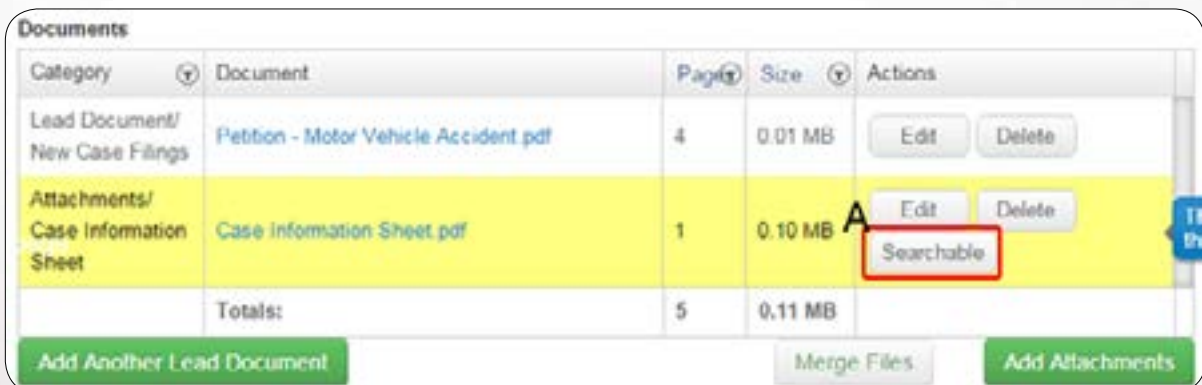 Documents
Category Document Pages Size Actions
Lead Document/
New Case Filings
Petition - Motor Vehicle Accident.pdf 4 0.01 MB Edit Delete
Attachments/
Case Information
Sheet
Case Information Sheet.pdf 1 0.10 MB A Edit Delete
Searchable
Totals: 5 0.11 MB
Add Another Lead Document Merge Files Add Attachments